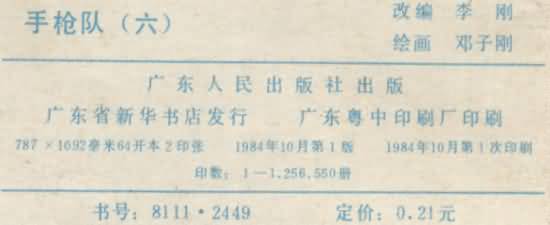 手枪队（六）
改编 李 刚
绘画 邓子刚
广东人民出版社出版
广东省新华书店发行 广东粤中印刷厂印刷
787×1092毫米64开本2印张 1984年10月第1版 1984年10月第1次印刷
印数：1—1,256,550册
书号：8111·2449 定价：0.21元